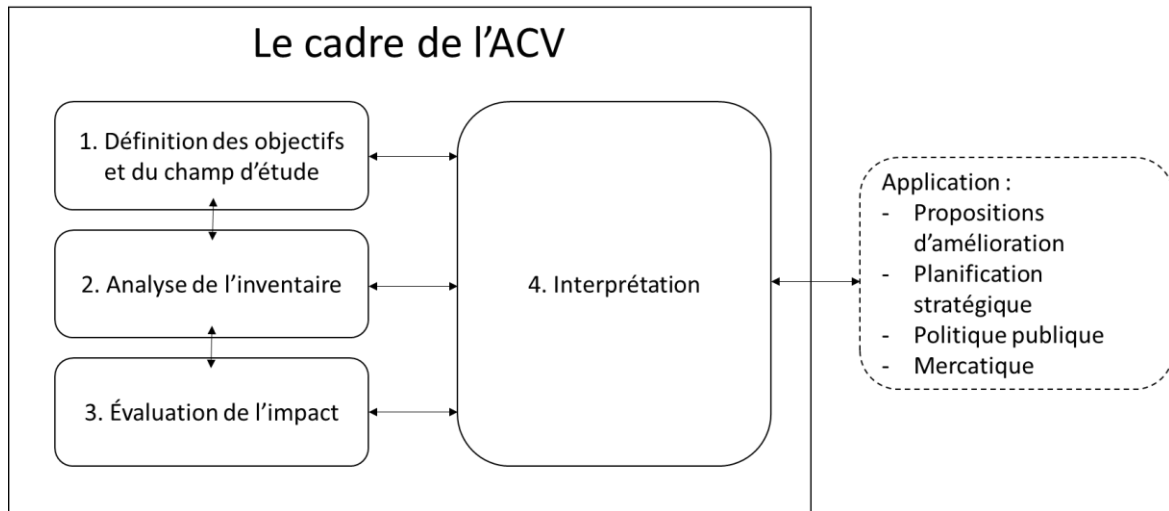 Le cadre de l'ACV
1. Définition des objectifs
et du champ d'étude
2. Analyse de l'inventaire
3. Évaluation de l'impact
4. Interprétation
Application :
- Propositions
d'amélioration
- Planification
stratégique
- Politique publique
- Mercatique